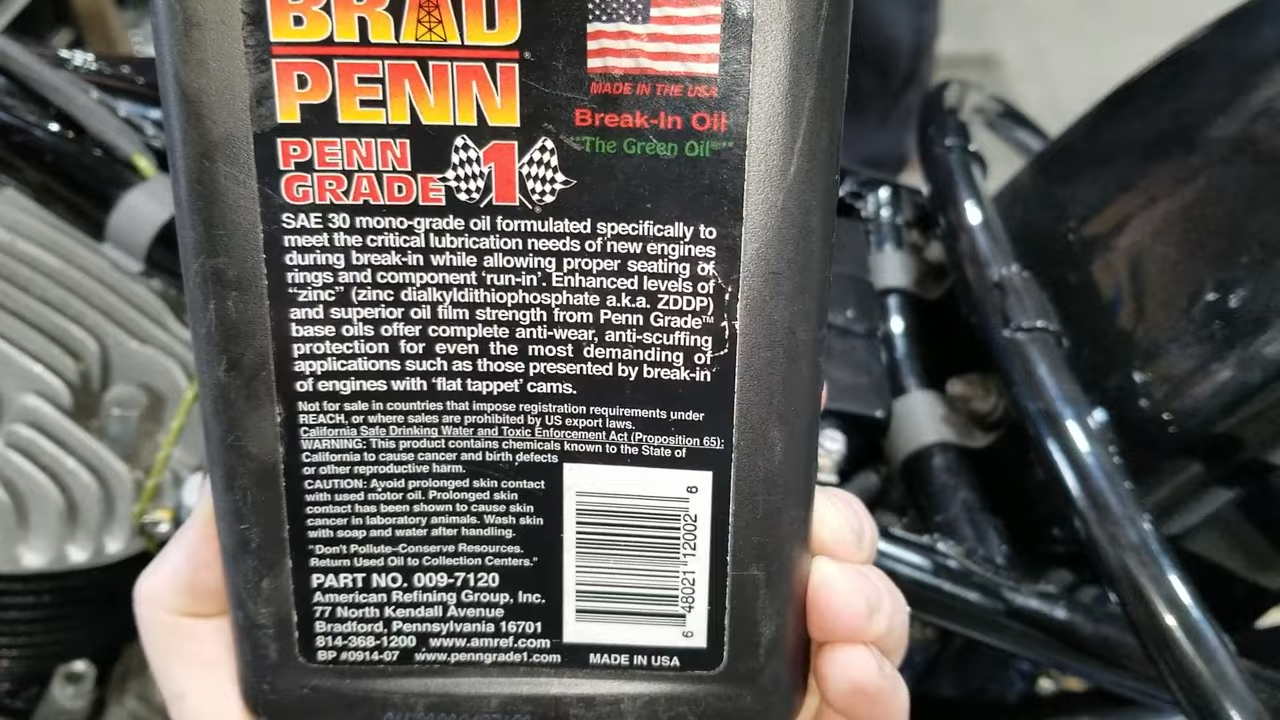 BRAD
PENN®
MADE IN THE USA
Break-In Oil
"The Green Oil®"
PENN
GRADE 1®
SAE 30 mono-grade oil formulated specifically to
meet the critical lubrication needs of new engines
during break-in while allowing proper seating of
rings and component 'run-in'. Enhanced levels of
"zinc" (zinc dialkyldithiophosphate a.k.a. ZDDP)
and superior oil film strength from Penn Grade™
base oils offer complete anti-wear, anti-scuffing
protection for even the most demanding of
applications such as those presented by break-in
of engines with 'flat tappet' cams.
Not for sale in countries that impose registration requirements under
REACH, or where sales are prohibited by US export laws.
California Safe Drinking Water and Toxic Enforcement Act (Proposition 65):
WARNING: This product contains chemicals known to the State of
California to cause cancer and birth defects
or other reproductive harm.
CAUTION: Avoid prolonged skin contact
with used motor oil. Prolonged skin
contact has been shown to cause skin
cancer in laboratory animals. Wash skin
with soap and water after handling.
"Don't Pollute–Conserve Resources.
Return Used Oil to Collection Centers."
PART NO. 009-7120
American Refining Group, Inc.
77 North Kendall Avenue
Bradford, Pennsylvania 16701
814-368-1200 www.amref.com
BP #0914-07 www.penngrade1.com
6 48021 12002 6
MADE IN USA